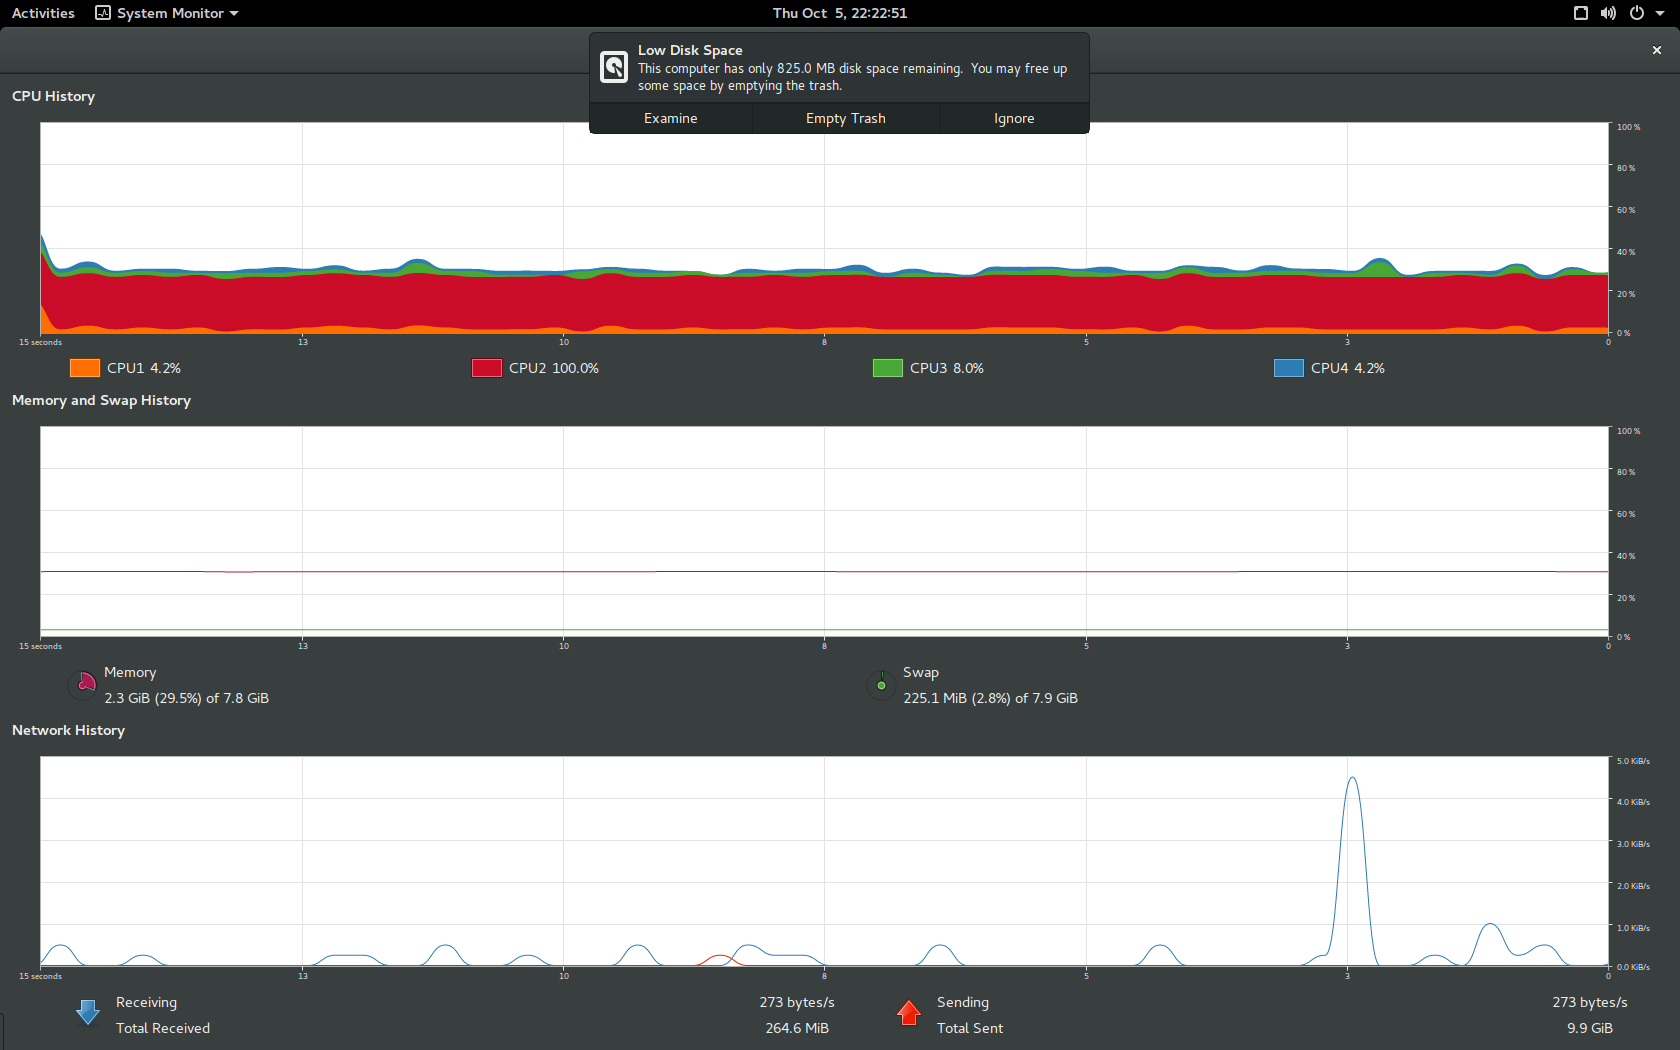 Activities
System Monitor
Thu Oct 5, 22:22:51
Low Disk Space
This computer has only 825.0 MB disk space remaining. You may free up
some space by emptying the trash.
Examine
Empty Trash
Ignore
CPU History
100 %
80 %
60 %
40 %
20 %
0 %
15 seconds
13
10
8
5
3
0
CPU1 4.2%
CPU2 100.0%
CPU3 8.0%
CPU4 4.2%
Memory and Swap History
100 %
80 %
60 %
40 %
20 %
0 %
15 seconds
13
10
8
5
3
0
Memory
2.3 GiB (29.5%) of 7.8 GiB
Swap
225.1 MiB (2.8%) of 7.9 GiB
Network History
5.0 KiB/s
4.0 KiB/s
3.0 KiB/s
2.0 KiB/s
1.0 KiB/s
0.0 KiB/s
15 seconds
13
10
8
5
3
0
Receiving
273 bytes/s
Total Received
264.6 MiB
Sending
273 bytes/s
Total Sent
9.9 GiB